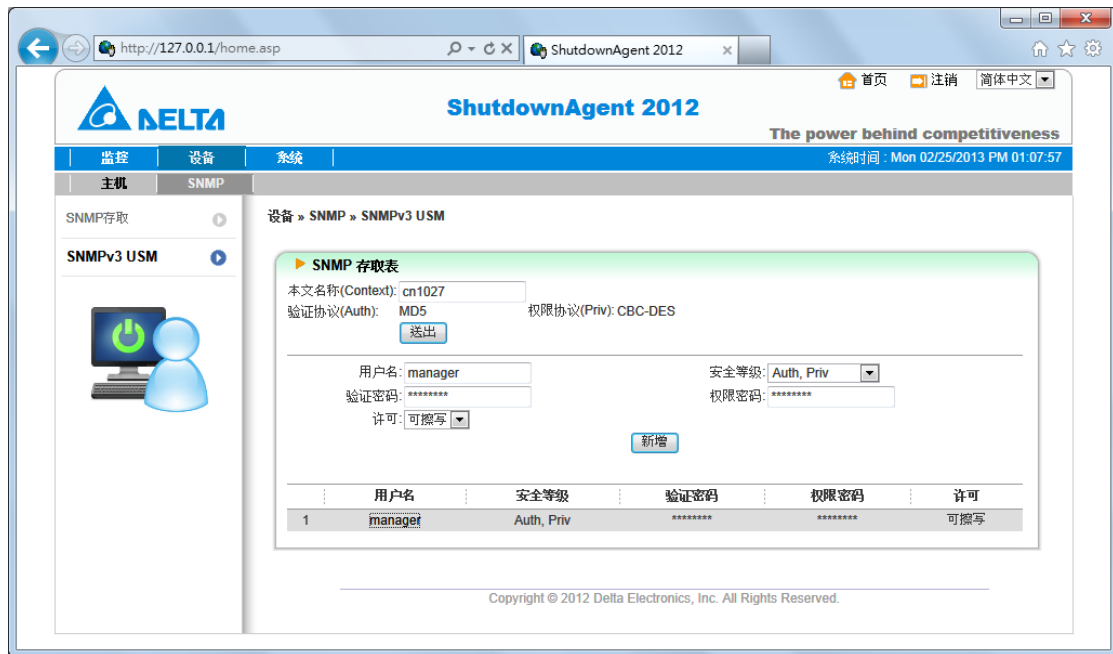 http://127.0.0.1/home.asp
ShutdownAgent 2012
首页 注销 简体中文
DELTA
ShutdownAgent 2012
The power behind competitiveness
监控 设备 系统 系统时间 : Mon 02/25/2013 PM 01:07:57
主机 SNMP
SNMP存取
SNMPv3 USM
设备 » SNMP » SNMPv3 USM
SNMP 存取表
本文名称(Context): cn1027
验证协议(Auth): MD5 权限协议(Priv): CBC-DES
送出
用户名: manager 安全等级: Auth, Priv
验证密码: ******** 权限密码: ********
许可: 可擦写
新增
用户名 安全等级 验证密码 权限密码 许可
1 manager Auth, Priv ******** ******** 可擦写
Copyright © 2012 Delta Electronics, Inc. All Rights Reserved.